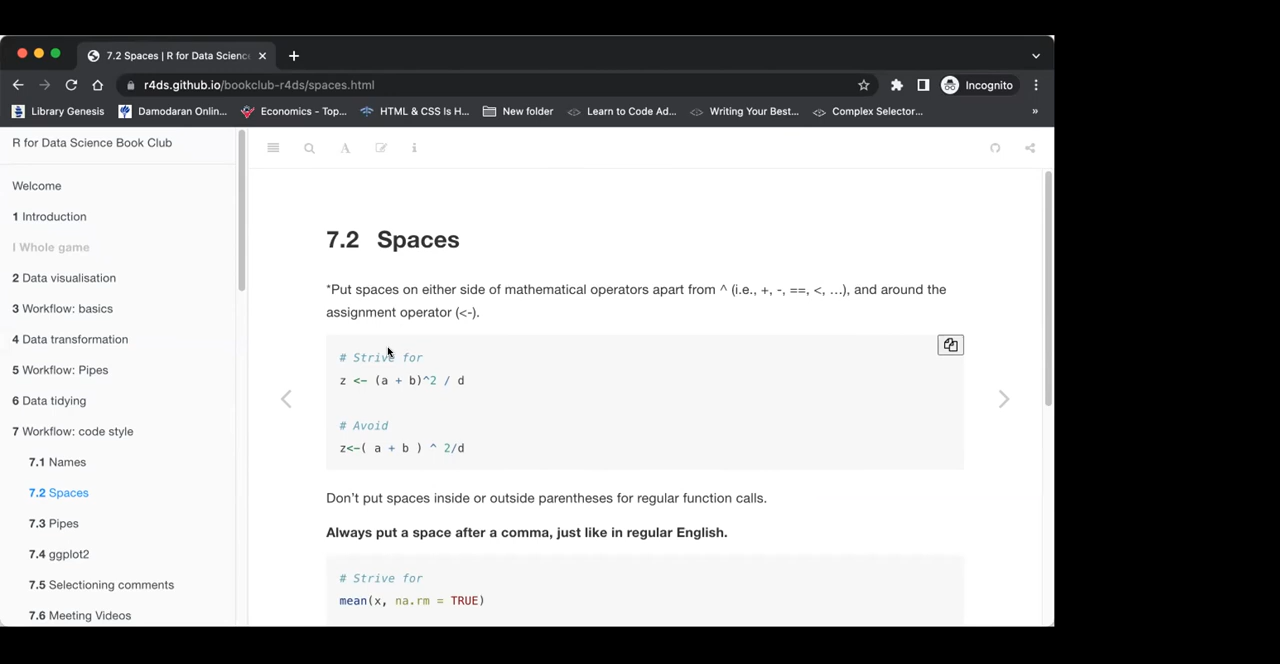 7.2 Spaces | R for Data Scienc
r4ds.github.io/bookclub-r4ds/spaces.html
Incognito
Library Genesis
Damodaran Onlin...
Economics - Top...
HTML & CSS Is H...
New folder
Learn to Code Ad...
Writing Your Best...
Complex Selector...
»
R for Data Science Book Club
Welcome
1 Introduction
I Whole game
2 Data visualisation
3 Workflow: basics
4 Data transformation
5 Workflow: Pipes
6 Data tidying
7 Workflow: code style
7.1 Names
7.2 Spaces
7.3 Pipes
7.4 ggplot2
7.5 Selectioning comments
7.6 Meeting Videos
7.2 Spaces
*Put spaces on either side of mathematical operators apart from ^ (i.e., +, -, ==, <, …), and around the
assignment operator (<-).
# Strive for
z <- (a + b)^2 / d
# Avoid
z<-( a + b ) ^ 2/d
Don't put spaces inside or outside parentheses for regular function calls.
Always put a space after a comma, just like in regular English.
# Strive for
mean(x, na.rm = TRUE)